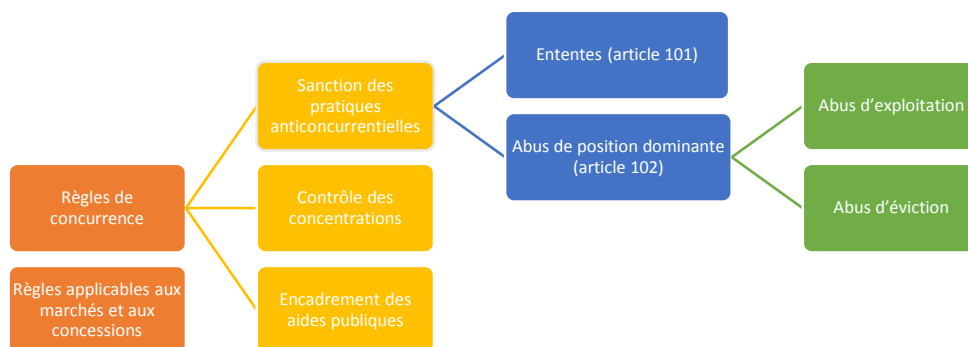 Règles de
concurrence
Règles applicables aux
marchés et aux
concessions
Sanction des
pratiques
anticoncurrentielles
Contrôle des
concentrations
Encadrement des
aides publiques
Ententes (article 101)
Abus de position dominante
(article 102)
Abus d'exploitation
Abus d’éviction